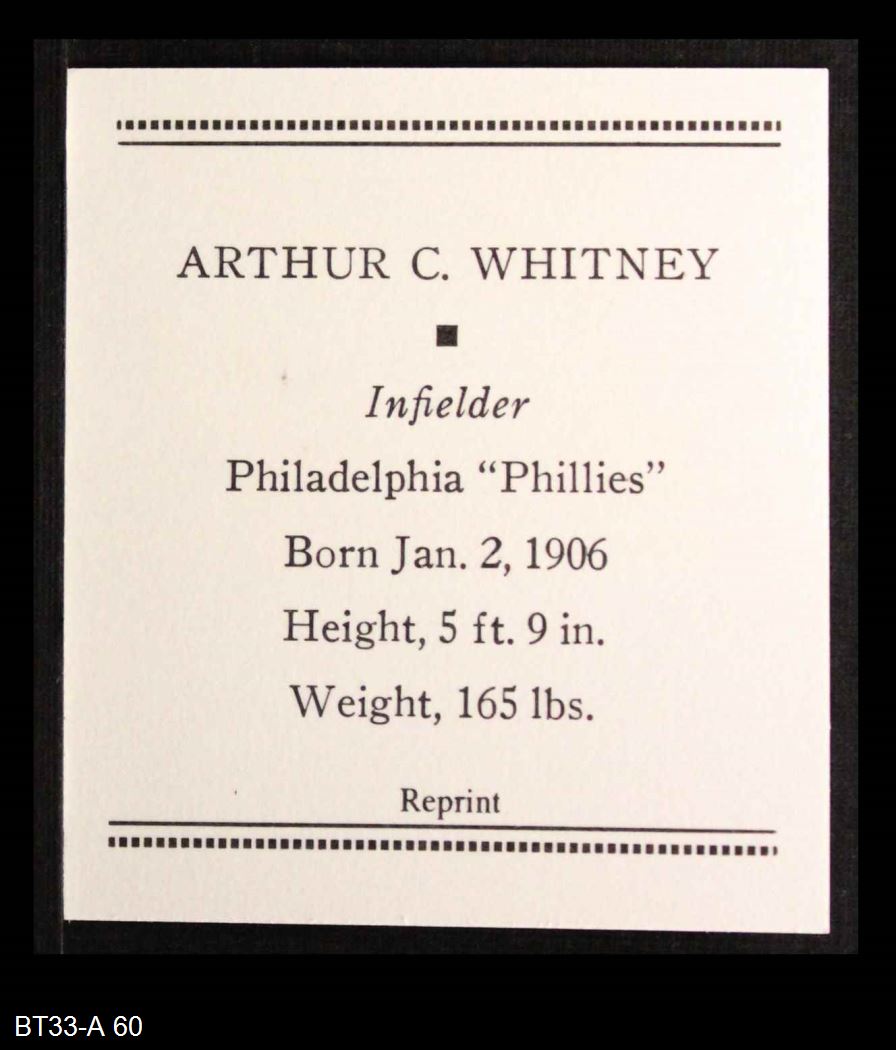 ARTHUR C. WHITNEY
Infielder
Philadelphia “Phillies”
Born Jan. 2, 1906
Height, 5 ft. 9 in.
Weight, 165 lbs.
Reprint
BT33-A 60